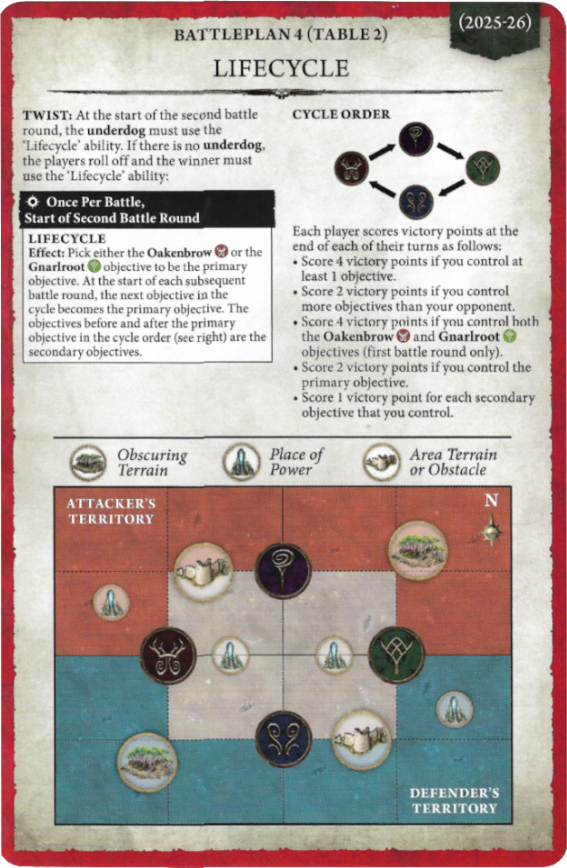 (2025-26)
BATTLEPLAN 4 (TABLE 2)
LIFECYCLE
TWIST: At the start of the second battle
round, the underdog must use the
‘Lifecycle’ ability. If there is no underdog,
the players roll off and the winner must
use the ‘Lifecycle’ ability:
Once Per Battle,
Start of Second Battle Round
LIFECYCLE
Effect: Pick either the Oakenbrow or the
Gnarlroot objective to be the primary
objective. At the start of each subsequent
battle round, the next objective in the
cycle becomes the primary objective. The
objectives before and after the primary
objective in the cycle order (see right) are the
secondary objectives.
CYCLE ORDER
Each player scores victory points at the
end of each of their turns as follows:
• Score 4 victory points if you control at
least 1 objective.
• Score 2 victory points if you control
more objectives than your opponent.
• Score 4 victory points if you control both
the Oakenbrow and Gnarlroot
objectives (first battle round only).
• Score 2 victory points if you control the
primary objective.
• Score 1 victory point for each secondary
objective that you control.
Obscuring
Terrain
Place of
Power
Area Terrain
or Obstacle
ATTACKER'S
TERRITORY
N
DEFENDER'S
TERRITORY